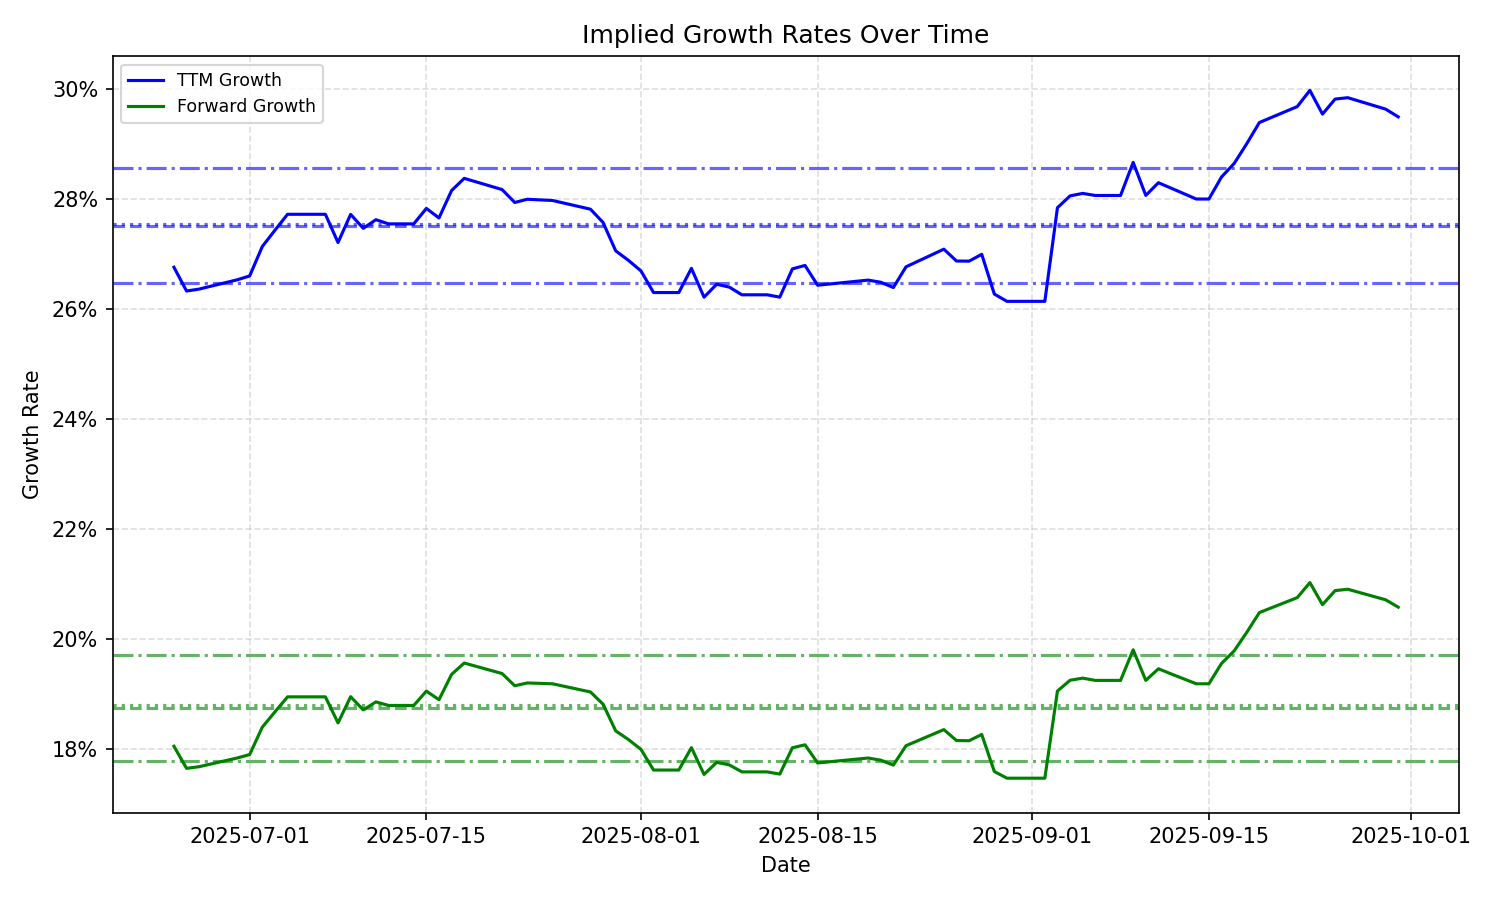 Implied Growth Rates Over Time
TTM Growth
Forward Growth
30%
28%
26%
24%
22%
20%
18%
Growth Rate
2025-07-01
2025-07-15
2025-08-01
2025-08-15
2025-09-01
2025-09-15
2025-10-01
Date